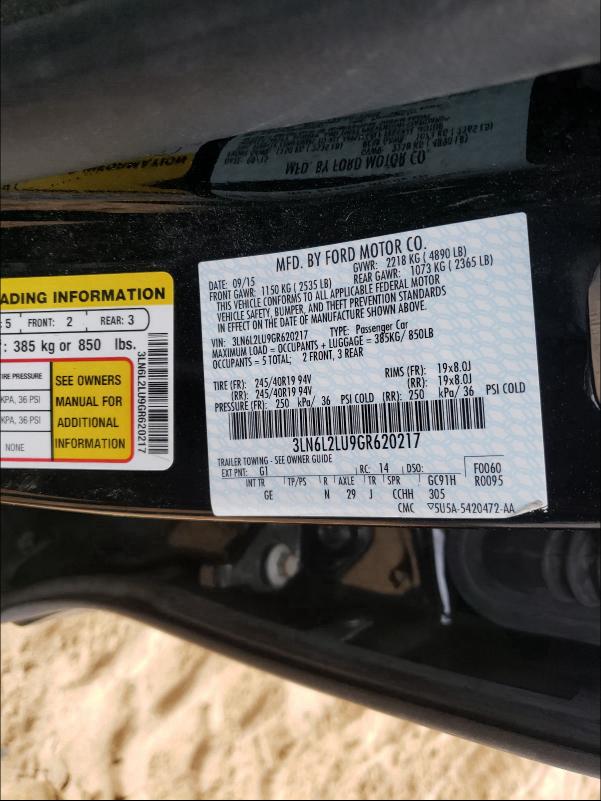 MFD. BY FORD MOTOR CO.
DATE: 09/15 GVWR: 2218 KG ( 4890 LB)
FRONT GAWR: 1150 KG ( 2535 LB) REAR GAWR: 1073 KG ( 2365 LB)
THIS VEHICLE CONFORMS TO ALL APPLICABLE FEDERAL MOTOR
VEHICLE SAFETY, BUMPER, AND THEFT PREVENTION STANDARDS
IN EFFECT ON THE DATE OF MANUFACTURE SHOWN ABOVE.
VIN: 3LN6L2LU9GR620217 TYPE: Passenger Car
MAXIMUM LOAD = OCCUPANTS + LUGGAGE = 385KG/ 850LB
OCCUPANTS = 5 TOTAL; 2 FRONT, 3 REAR
TIRE (FR): 245/40R19 94V RIMS (FR): 19x8.0J
(RR): 245/40R19 94V (RR): 19x8.0J
PRESSURE (FR): 250 kPa/ 36 PSI COLD (RR): 250 kPa/ 36 PSI COLD
3LN6L2LU9GR620217
TRAILER TOWING - SEE OWNER GUIDE
EXT PNT: G1 RC: 14 DSO: F0060
INT TR TP/PS R AXLE TR SPR GC91H R0095
GE N 29 J CCHH 305
CMC ▽5U5A-5420472-AA
ADING INFORMATION
: 5 FRONT: 2 REAR: 3
: 385 kg or 850 lbs.
IRE PRESSURE
KPA, 36 PSI
KPA, 36 PSI
NONE
SEE OWNERS
MANUAL FOR
ADDITIONAL
INFORMATION
3LN6L2LU9GR620217